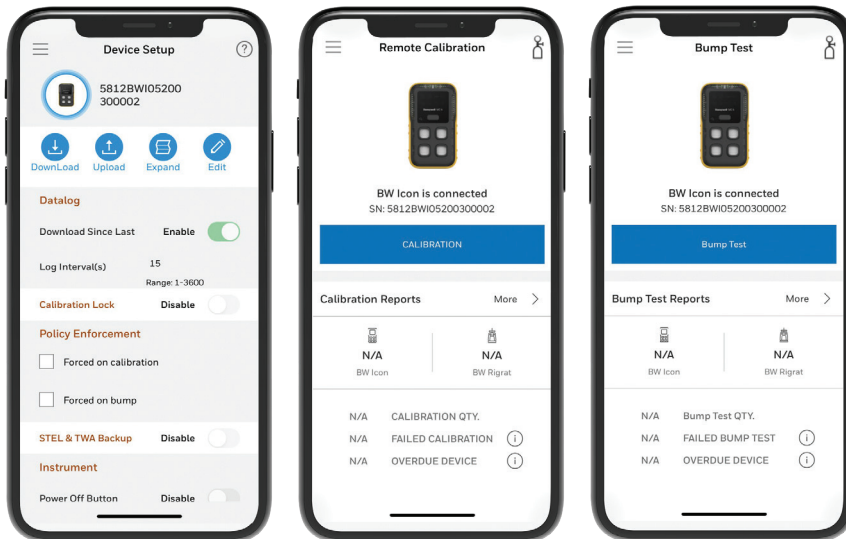 Device Setup
?
5812BWI05200
300002
DownLoad
Upload
Expand
Edit
Datalog
Download Since Last Enable
Log Interval(s) 15
Range: 1-3600
Calibration Lock Disable
Policy Enforcement
Forced on calibration
Forced on bump
STEL & TWA Backup Disable
Instrument
Power Off Button Disable
Remote Calibration
BW Icon is connected
SN: 5812BWI05200300002
CALIBRATION
Calibration Reports More >
N/A N/A
BW Icon BW Rigrat
N/A CALIBRATION QTY.
N/A FAILED CALIBRATION i
N/A OVERDUE DEVICE i
Bump Test
BW Icon is connected
SN: 5812BWI05200300002
Bump Test
Bump Test Reports More >
N/A N/A
BW Icon BW Rigrat
N/A Bump Test QTY.
N/A FAILED BUMP TEST i
N/A OVERDUE DEVICE i